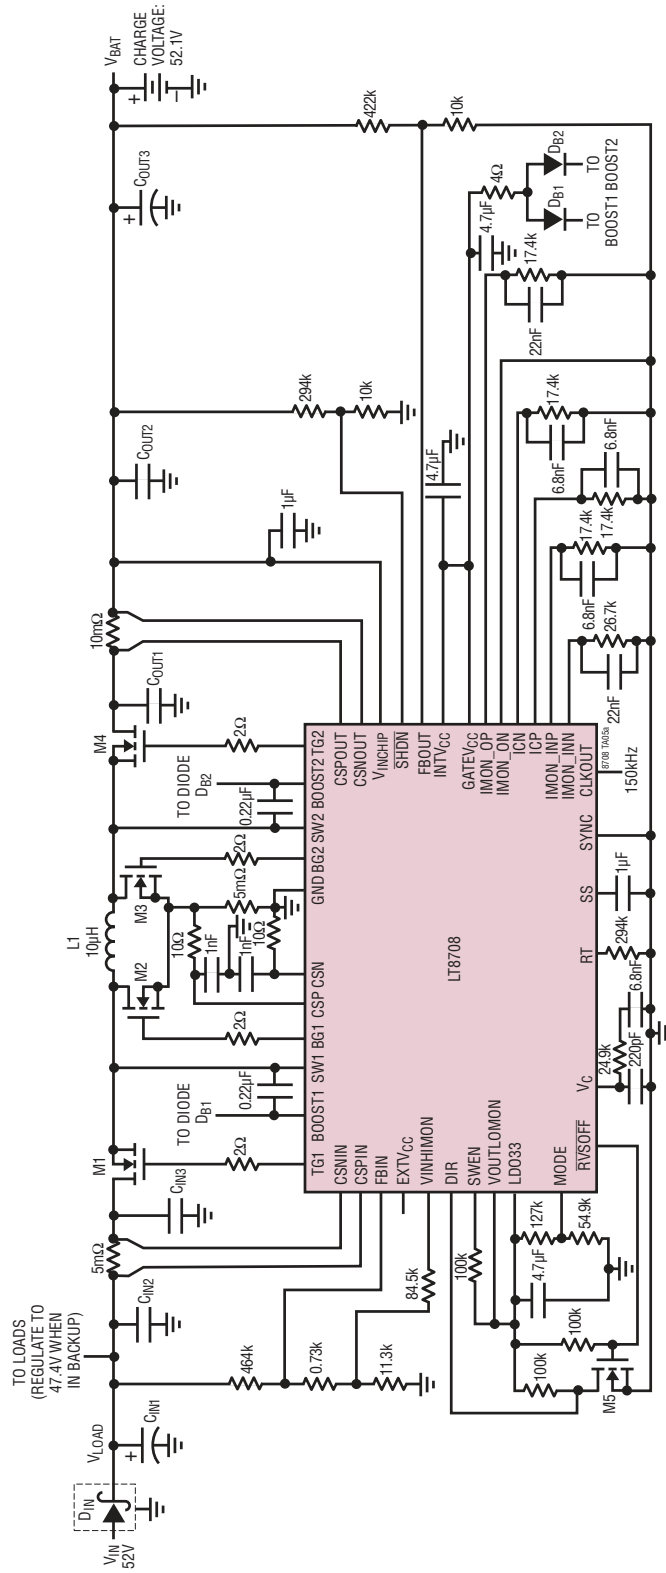 VIN
52V
DIN
VLOAD
+
CIN1
TO LOADS
(REGULATE TO
47.4V WHEN
IN BACKUP)
CIN2
5mΩ
CIN3
M1
2Ω
TO DIODE
DB1
0.22µF
M2
L1
10µH
M3
2Ω
10Ω
1nF
1nF
10Ω
5mΩ
2Ω
TO DIODE
DB2
0.22µF
M4
2Ω
COUT1
10mΩ
1µF
COUT2
294k
10k
+
COUT3
VBAT
+
–
CHARGE
VOLTAGE:
52.1V
422k
10k
464k
0.73k
11.3k
84.5k
TG1
BOOST1
SW1
BG1
CSP
CSN
GND
BG2
SW2
BOOST2
TG2
CSNIN
CSPIN
FBIN
EXTVCC
VINHIMON
DIR
SWEN
VOUTLOMON
LDO33
MODE
RVSOFF
LT8708
CSPOUT
CSNOUT
VINCHIP
SHDN
FBOUT
INTVCC
GATEVCC
IMON_OP
IMON_ON
ICN
ICP
IMON_INP
IMON_INN
CLKOUT
VC
RT
SS
SYNC
8708 TA05a
150kHz
100k
127k
54.9k
4.7µF
100k
100k
M5
24.9k
220pF
6.8nF
294k
1µF
22nF
26.7k
6.8nF
17.4k
17.4k
6.8nF
6.8nF
17.4k
22nF
17.4k
4.7µF
4.7µF
4Ω
DB1
DB2
TO
BOOST1
TO
BOOST2